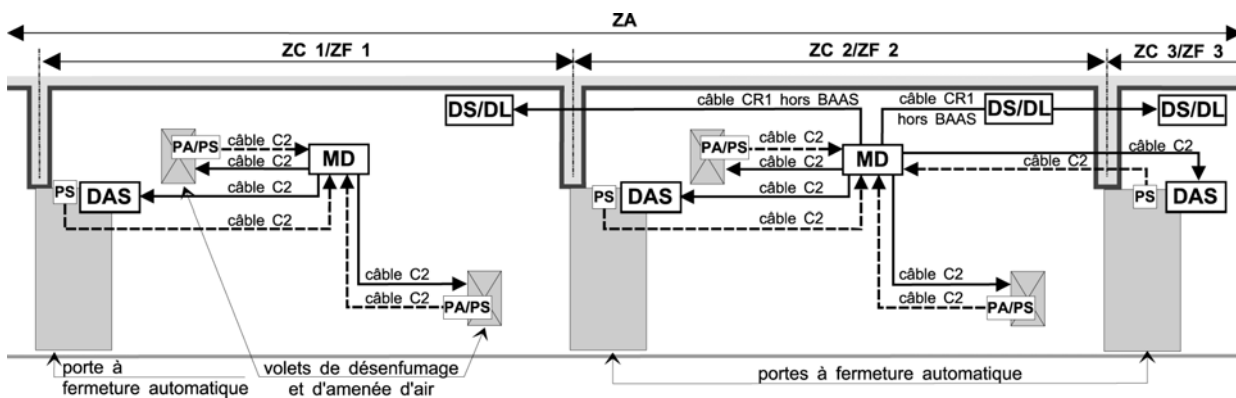 ZA
ZC 1/ZF 1
ZC 2/ZF 2
ZC 3/ZF 3
DS/DL
câble CR1 hors BAAS
câble CR1
hors BAAS
DS/DL
DS/DL
PA/PS
câble C2
câble C2
MD
PS
DAS
câble C2
câble C2
câble C2
câble C2
PA/PS
PA/PS
câble C2
câble C2
MD
câble C2
câble C2
PS
DAS
câble C2
câble C2
PS
DAS
câble C2
câble C2
PA/PS
porte à
fermeture automatique
volets de désenfumage
et d'amenée d'air
portes à fermeture automatique